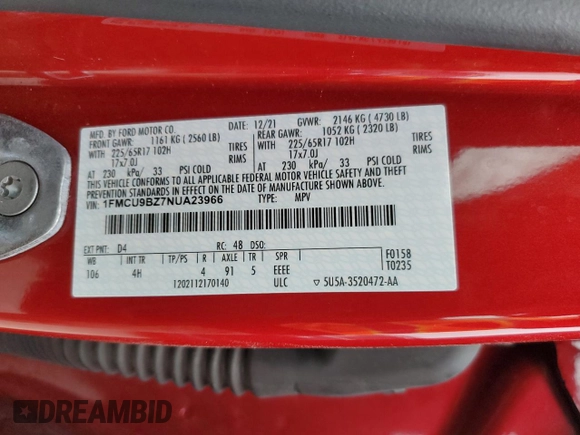 MFD. BY FORD MOTOR CO.
12/21 GVWR: 2146 KG ( 4730 LB)
FRONT GAWR: 1161 KG ( 2560 LB) REAR GAWR: 1052 KG ( 2320 LB)
WITH 225/65R17 102H TIRES WITH 225/65R17 102H TIRES
17x7.0J RIMS 17x7.0J RIMS
AT 230 kPa/ 33 PSI COLD AT 230 kPa/ 33 PSI COLD
THIS VEHICLE CONFORMS TO ALL APPLICABLE FEDERAL MOTOR VEHICLE SAFETY, BUMPER, AND THEFT
PREVENTION STANDARDS IN EFFECT ON THE DATE OF MANUFACTURE SHOWN ABOVE.
VIN: 1FMCU9BZ7NUA23966 TYPE: MPV
EXT PNT: D4 RC: 48 DSO:
WB INT TR TP/PS R A TR SPR
106 4H 4 91 5 EEEE
1202112170140 ULC
F0158
T0235
▽ 5U5A-3520472-AA
DREAMBID